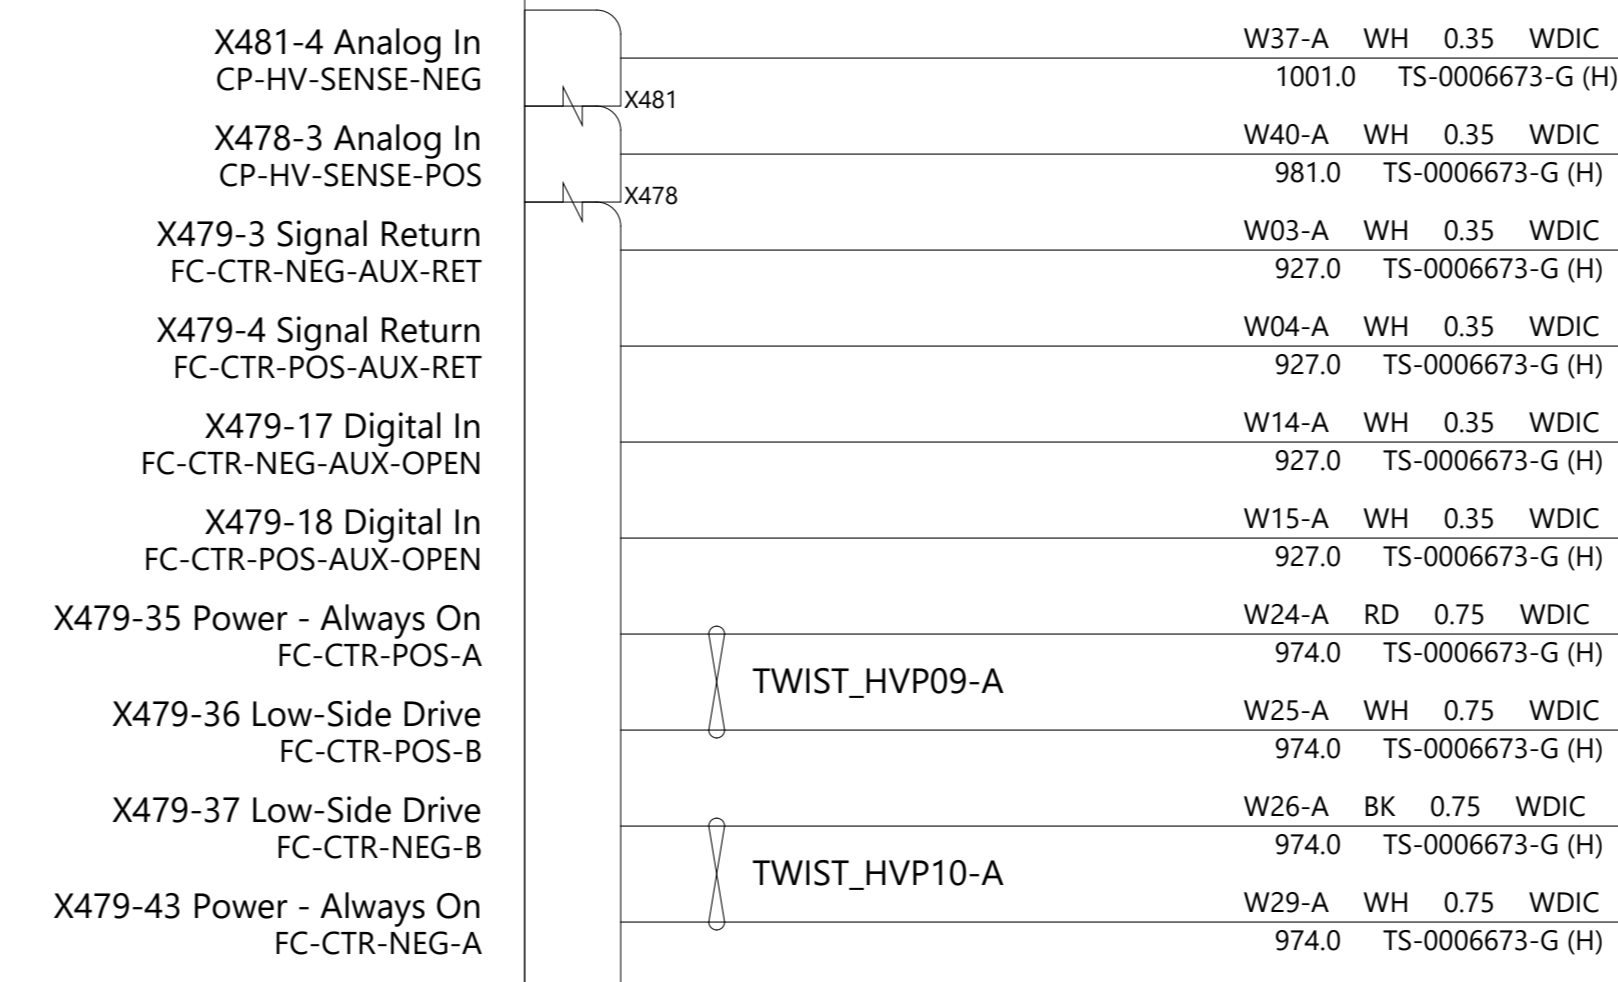 X481-4 Analog In W37-A WH 0.35 WDIC
CP-HV-SENSE-NEG 1001.0 TS-0006673-G (H)
X481
X478-3 Analog In W40-A WH 0.35 WDIC
CP-HV-SENSE-POS 981.0 TS-0006673-G (H)
X478
X479-3 Signal Return W03-A WH 0.35 WDIC
FC-CTR-NEG-AUX-RET 927.0 TS-0006673-G (H)
X479-4 Signal Return W04-A WH 0.35 WDIC
FC-CTR-POS-AUX-RET 927.0 TS-0006673-G (H)
X479-17 Digital In W14-A WH 0.35 WDIC
FC-CTR-NEG-AUX-OPEN 927.0 TS-0006673-G (H)
X479-18 Digital In W15-A WH 0.35 WDIC
FC-CTR-POS-AUX-OPEN 927.0 TS-0006673-G (H)
X479-35 Power - Always On W24-A RD 0.75 WDIC
FC-CTR-POS-A 974.0 TS-0006673-G (H)
TWIST_HVP09-A
X479-36 Low-Side Drive W25-A WH 0.75 WDIC
FC-CTR-POS-B 974.0 TS-0006673-G (H)
X479-37 Low-Side Drive W26-A BK 0.75 WDIC
FC-CTR-NEG-B 974.0 TS-0006673-G (H)
TWIST_HVP10-A
X479-43 Power - Always On W29-A WH 0.75 WDIC
FC-CTR-NEG-A 974.0 TS-0006673-G (H)